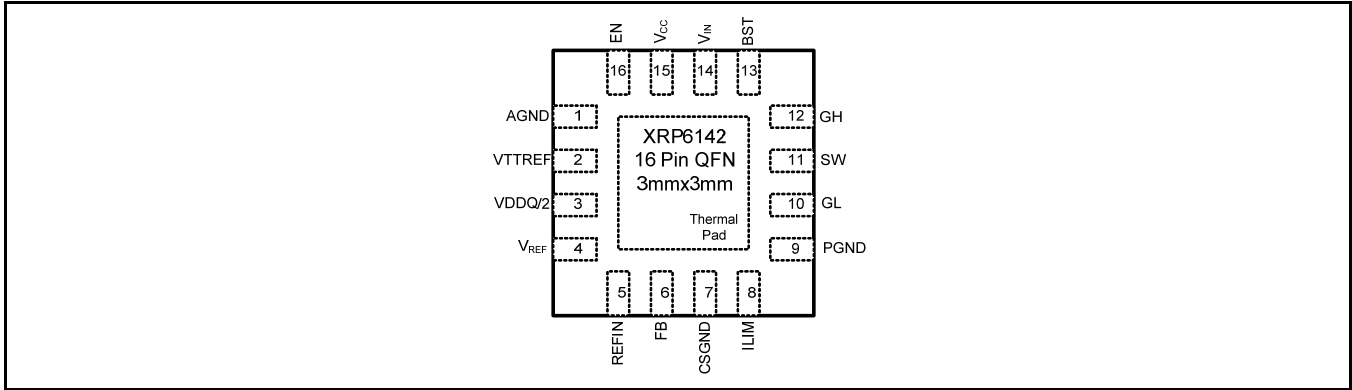 EN
VCC
VIN
BST
16
15
14
13
AGND
1
VTTREF
2
VDDQ/2
3
VREF
4
XRP6142
16 Pin QFN
3mmx3mm
Thermal
Pad
12
GH
11
SW
10
GL
9
PGND
5
6
7
8
REFIN
FB
CSGND
ILIM